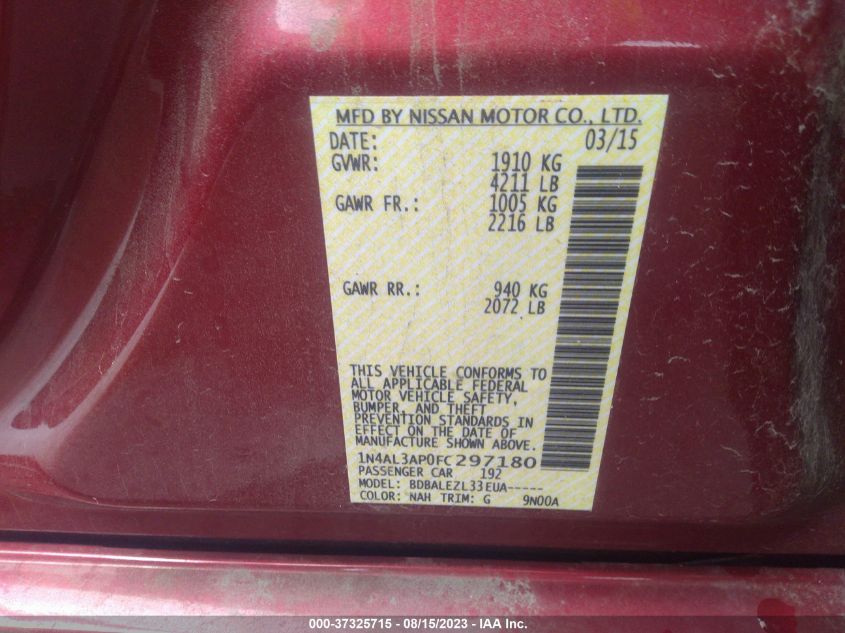 MFD BY NISSAN MOTOR CO., LTD.
DATE: 03/15
GVWR: 1910 KG
4211 LB
GAWR FR.: 1005 KG
2216 LB
GAWR RR.: 940 KG
2072 LB
THIS VEHICLE CONFORMS TO
ALL APPLICABLE FEDERAL
MOTOR VEHICLE SAFETY,
BUMPER, AND THEFT
PREVENTION STANDARDS IN
EFFECT ON THE DATE OF
MANUFACTURE SHOWN ABOVE.
1N4AL3AP0FC297180
PASSENGER CAR 192
MODEL: BDBALEZL33EUA-----
COLOR: NAH TRIM: G 9N00A
000-37325715 - 08/15/2023 - IAA Inc.